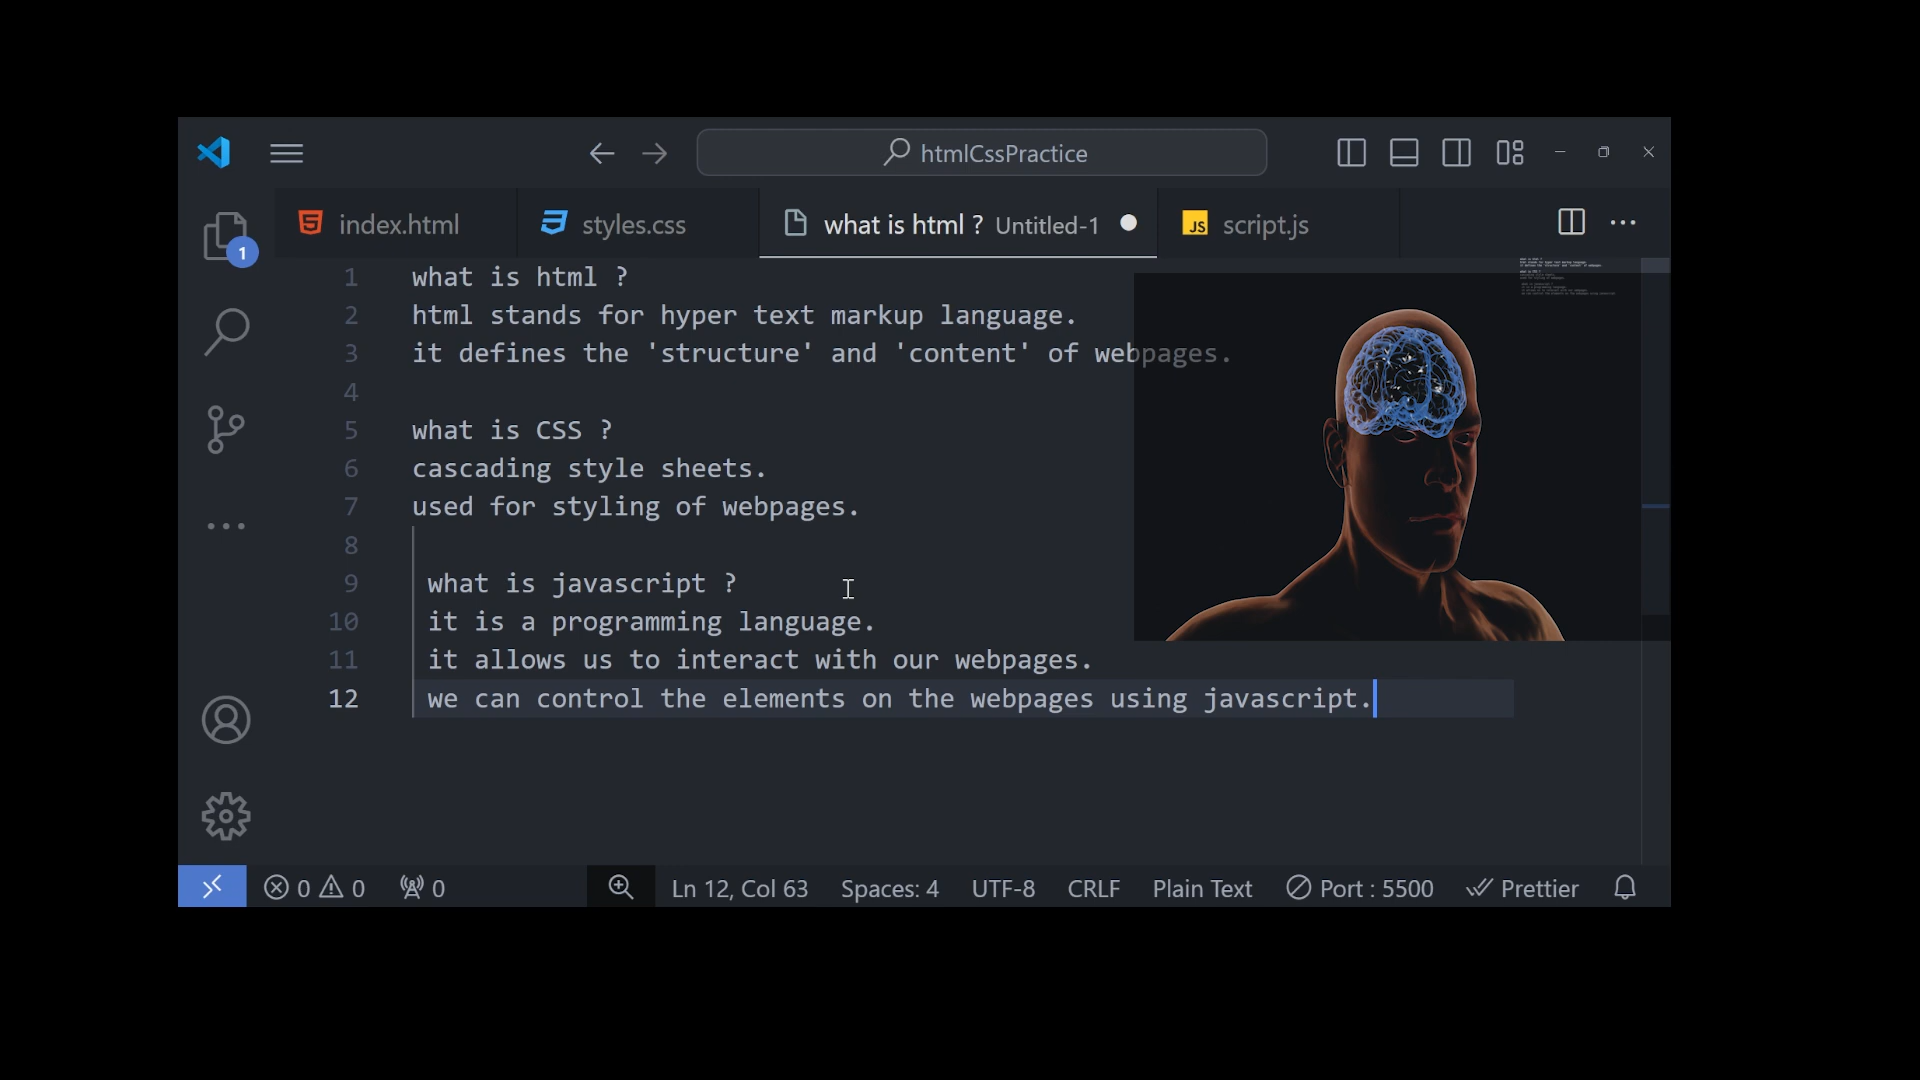 htmlCssPractice
index.html
styles.css
what is html ? Untitled-1
JS script.js
1
1 what is html ?
2 html stands for hyper text markup language.
3 it defines the 'structure' and 'content' of webpages.
4
5 what is CSS ?
6 cascading style sheets.
7 used for styling of webpages.
8
9 what is javascript ?
10 it is a programming language.
11 it allows us to interact with our webpages.
12 we can control the elements on the webpages using javascript.
0 0 0 Ln 12, Col 63 Spaces: 4 UTF-8 CRLF Plain Text Port : 5500 Prettier